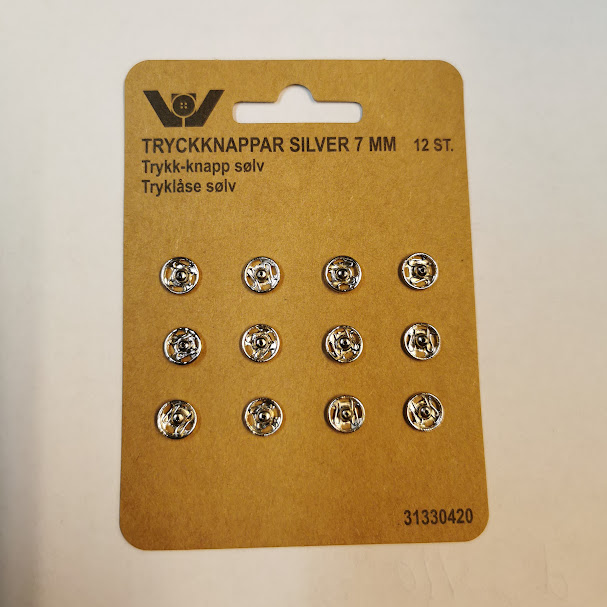 TRYCKKNAPPAR SILVER 7 MM 12 ST.
Trykk-knapp sølv
Tryklåse sølv
31330420